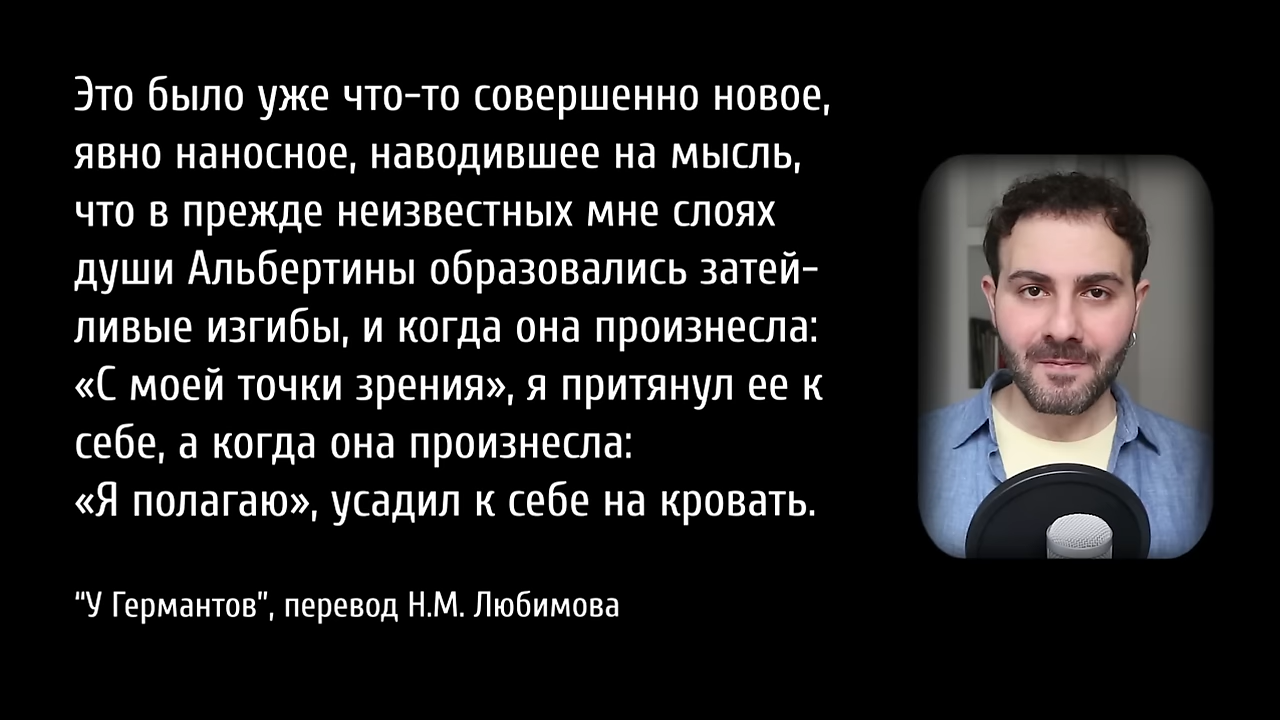 Это было уже что-то совершенно новое,
явно наносное, наводившее на мысль,
что в прежде неизвестных мне слоях
души Альбертины образовались затей-
ливые изгибы, и когда она произнесла:
«С моей точки зрения», я притянул ее к
себе, а когда она произнесла:
«Я полагаю», усадил к себе на кровать.
“У Германтов”, перевод Н.М. Любимова